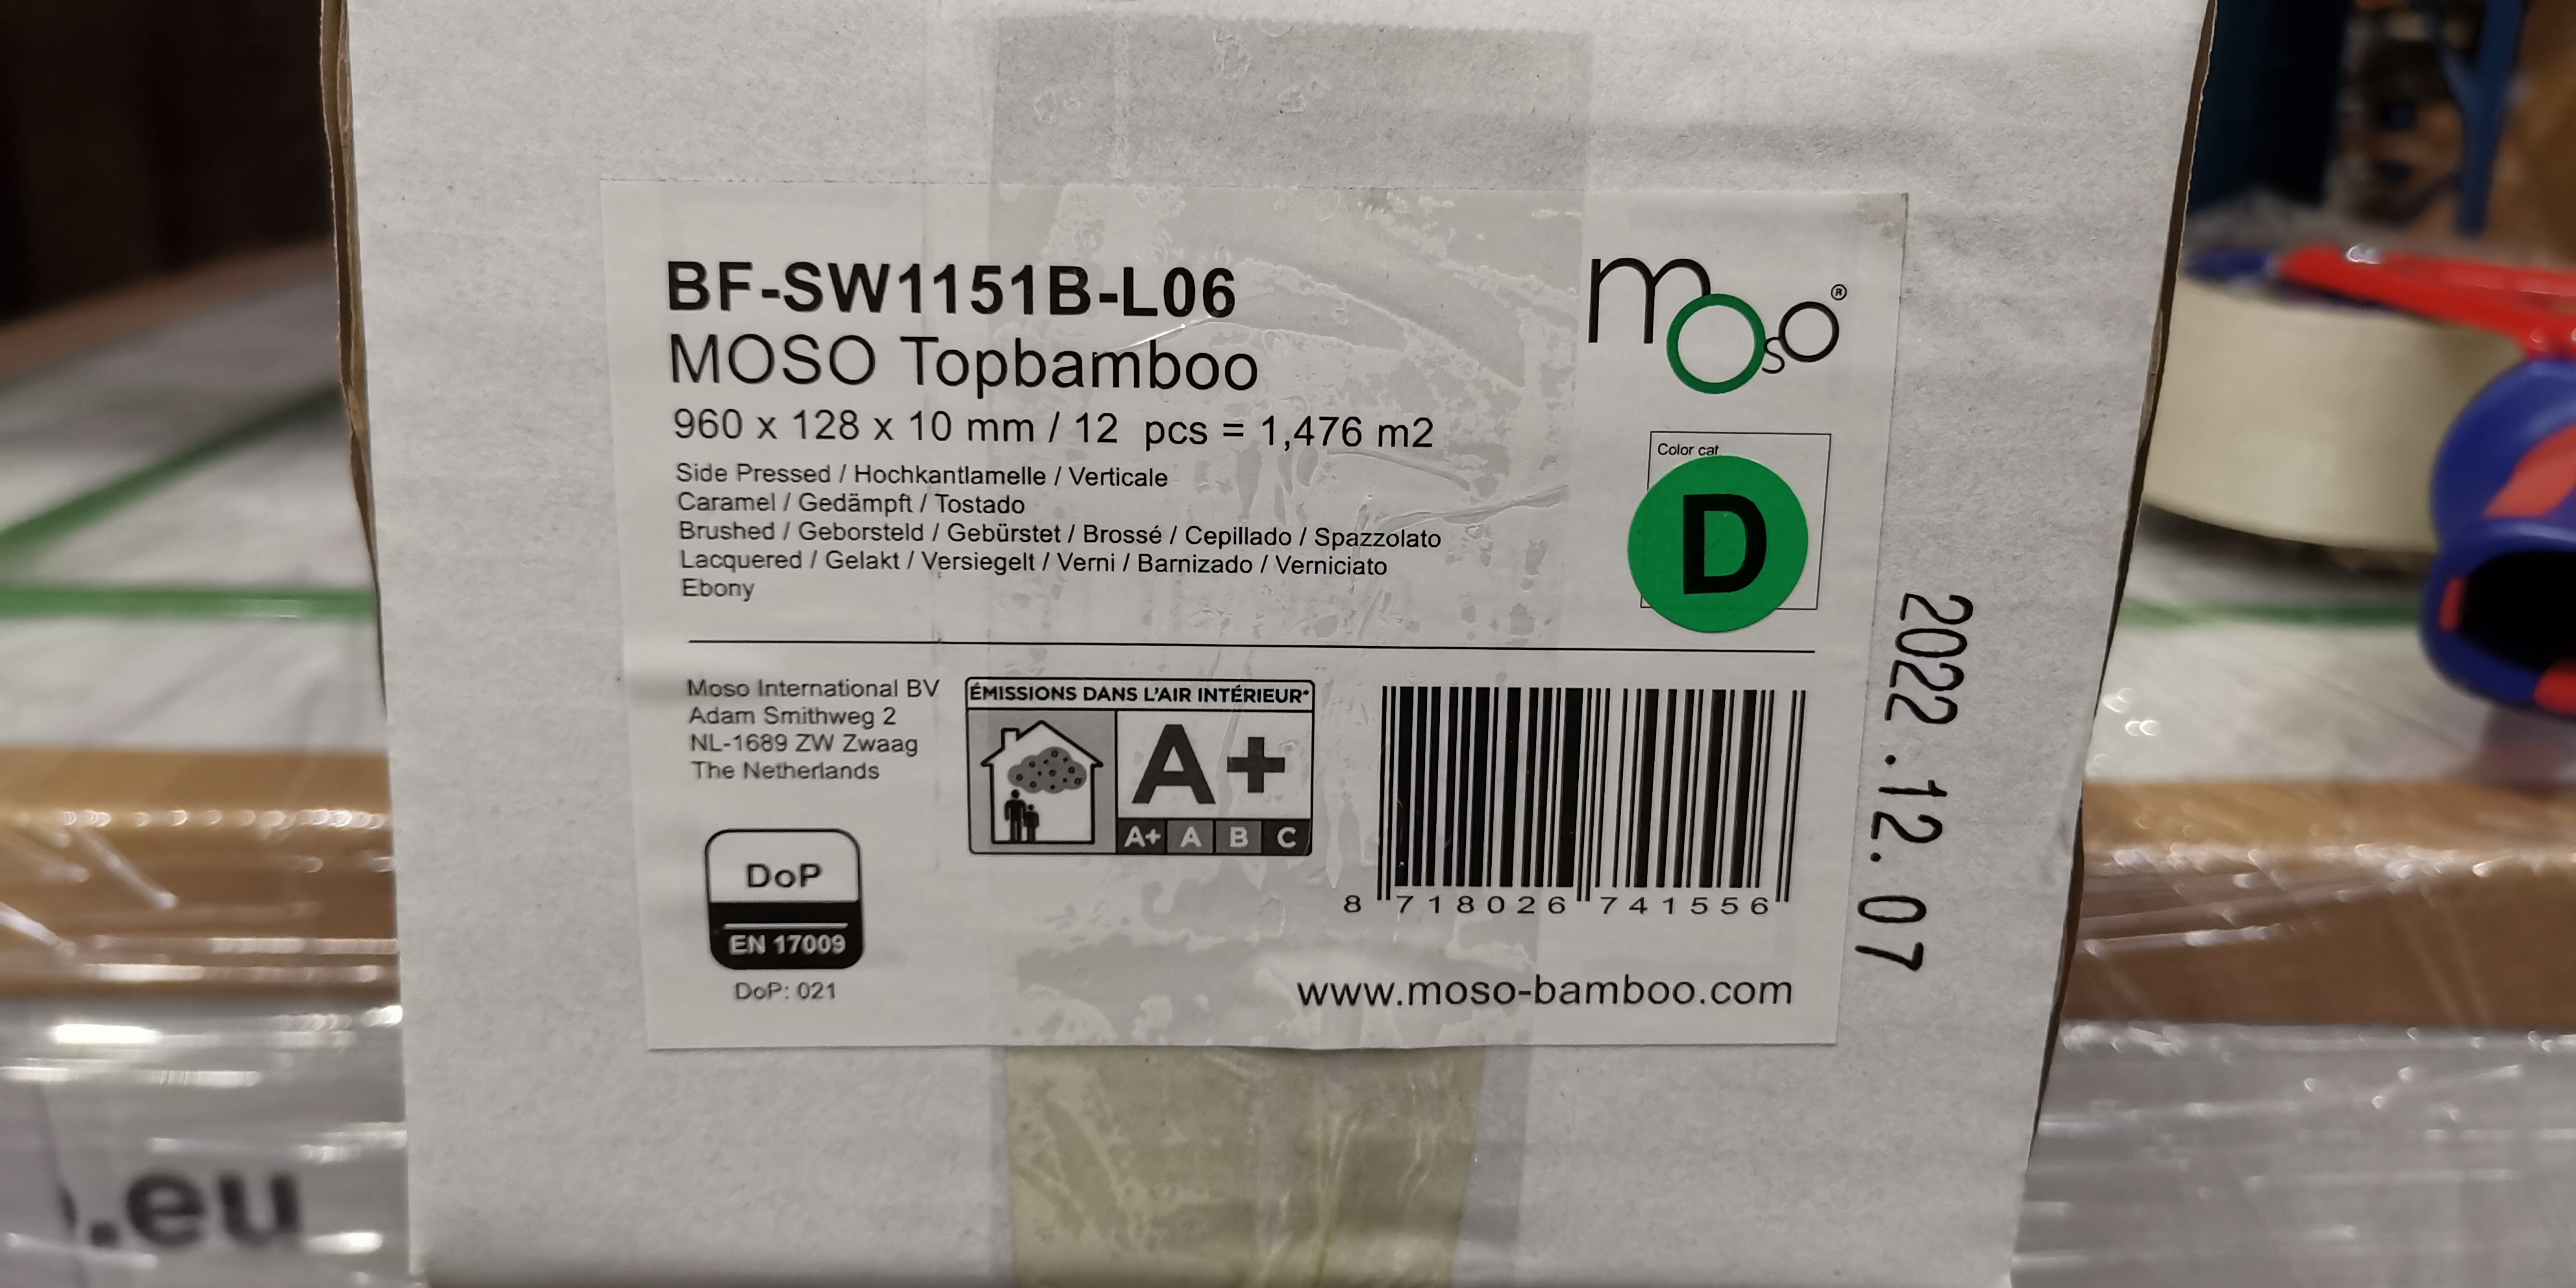 BF-SW1151B-L06
MOSO Topbamboo
960 x 128 x 10 mm / 12 pcs = 1,476 m2
Side Pressed / Hochkantlamelle / Verticale
Caramel / Gedämpft / Tostado
Brushed / Geborsteld / Gebürstet / Brossé / Cepillado / Spazzolato
Lacquered / Gelakt / Versiegelt / Verni / Barnizado / Verniciato
Ebony
moso®
Color cat
D
Moso International BV
Adam Smithweg 2
NL-1689 ZW Zwaag
The Netherlands
DoP
EN 17009
DoP: 021
ÉMISSIONS DANS L'AIR INTÉRIEUR*
A+
A+ A B C
8 718026 741556
www.moso-bamboo.com
2022.12.07
.eu